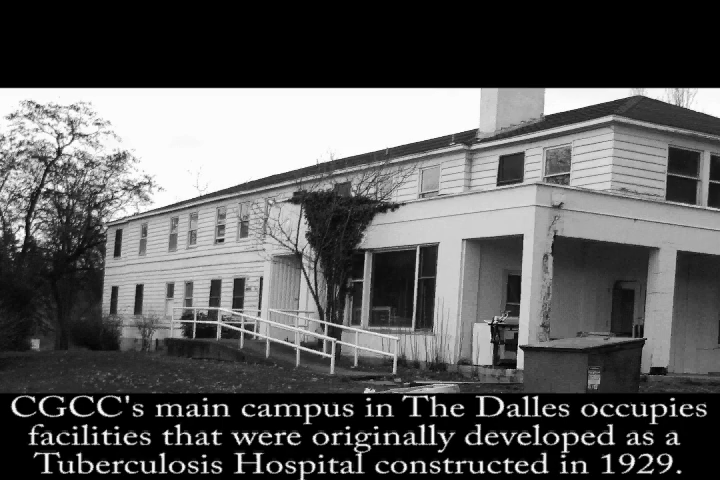 CGCC's main campus in The Dalles occupies
facilities that were originally developed as a
Tuberculosis Hospital constructed in 1929.